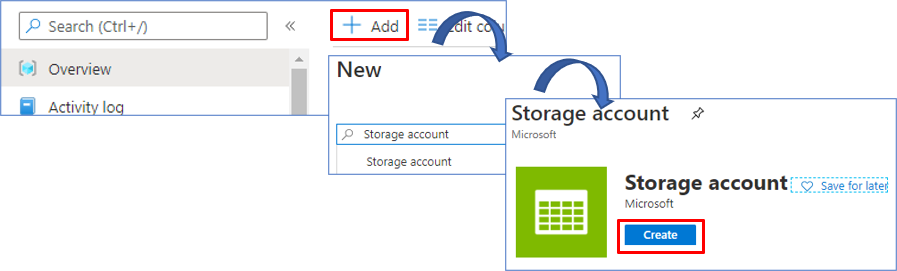 Search (Ctrl+/)
«
Add
Edit
Overview
Activity log
New
Storage account
Storage account
Storage account
Microsoft
Storage account
Save for later
Microsoft
Create